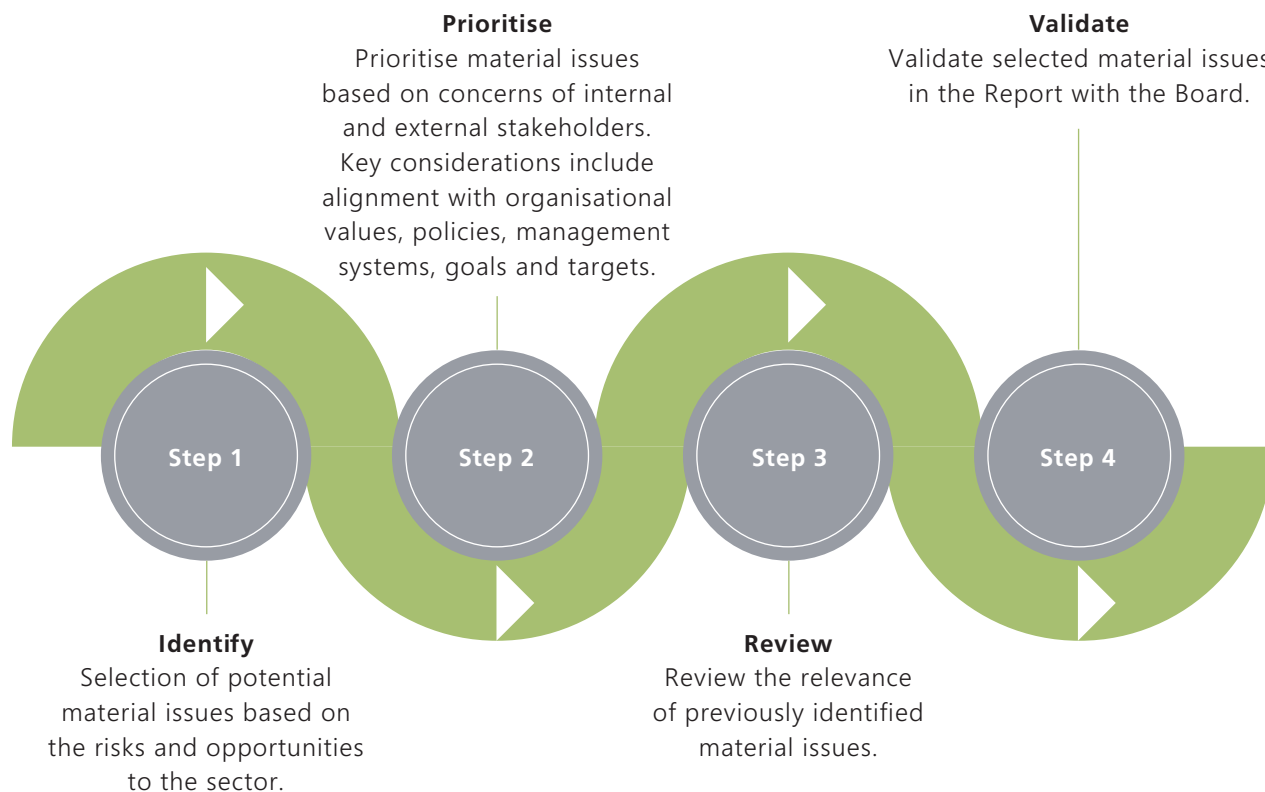 Prioritise
Prioritise material issues
based on concerns of internal
and external stakeholders.
Key considerations include
alignment with organisational
values, policies, management
systems, goals and targets.
Validate
Validate selected material issues
in the Report with the Board.
Step 1
Step 2
Step 3
Step 4
Identify
Selection of potential
material issues based on
the risks and opportunities
to the sector.
Review
Review the relevance
of previously identified
material issues.